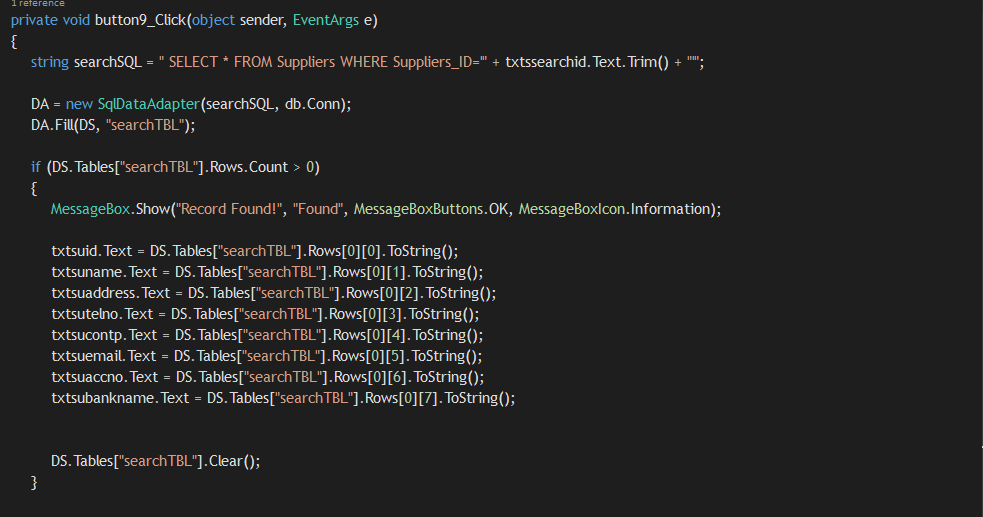 1 reference
private void button9_Click(object sender, EventArgs e)
{
string searchSQL = " SELECT * FROM Suppliers WHERE Suppliers_ID='" + txtssearchid.Text.Trim() + "'";
DA = new SqlDataAdapter(searchSQL, db.Conn);
DA.Fill(DS, "searchTBL");
if (DS.Tables["searchTBL"].Rows.Count > 0)
{
MessageBox.Show("Record Found!", "Found", MessageBoxButtons.OK, MessageBoxIcon.Information);
txtsuid.Text = DS.Tables["searchTBL"].Rows[0][0].ToString();
txtsuname.Text = DS.Tables["searchTBL"].Rows[0][1].ToString();
txtsuaddress.Text = DS.Tables["searchTBL"].Rows[0][2].ToString();
txtsutelno.Text = DS.Tables["searchTBL"].Rows[0][3].ToString();
txtsucontp.Text = DS.Tables["searchTBL"].Rows[0][4].ToString();
txtsuemail.Text = DS.Tables["searchTBL"].Rows[0][5].ToString();
txtsuaccno.Text = DS.Tables["searchTBL"].Rows[0][6].ToString();
txtsubankname.Text = DS.Tables["searchTBL"].Rows[0][7].ToString();
DS.Tables["searchTBL"].Clear();
}